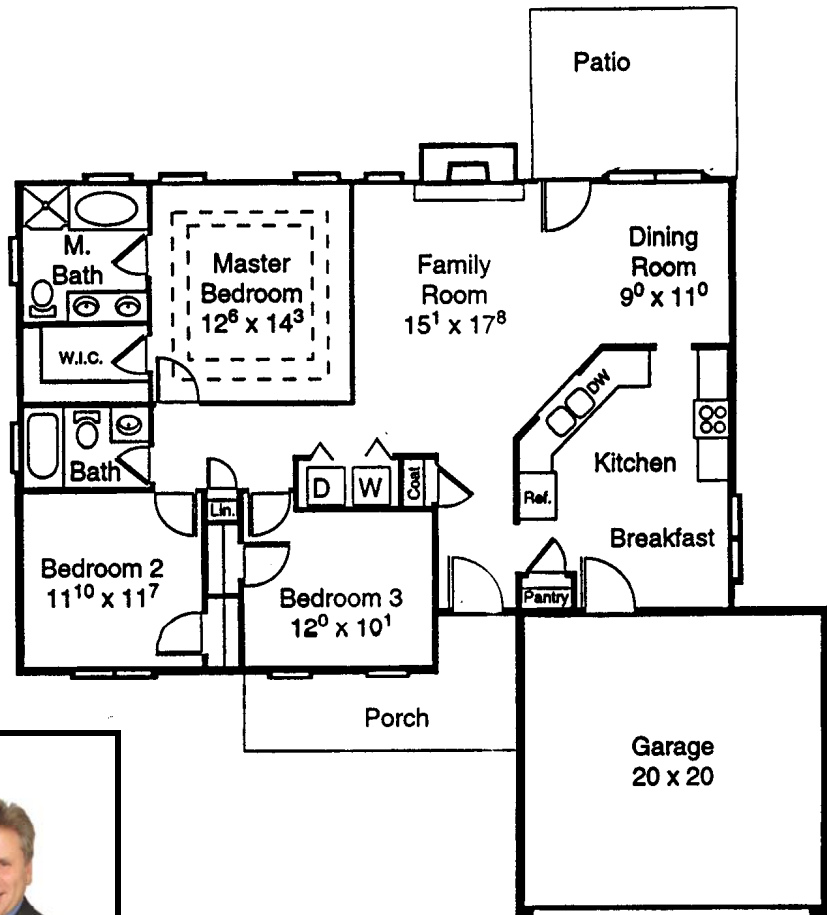 Patio
M.
Bath
Master
Bedroom
12⁶ x 14³
Family
Room
15¹ x 17⁸
Dining
Room
9⁰ x 11⁰
W.I.C.
DW
Bath
Kitchen
D
W
Coat
Ref.
Lin.
Breakfast
Bedroom 2
11¹⁰ x 11⁷
Bedroom 3
12⁰ x 10¹
Pantry
Porch
Garage
20 x 20